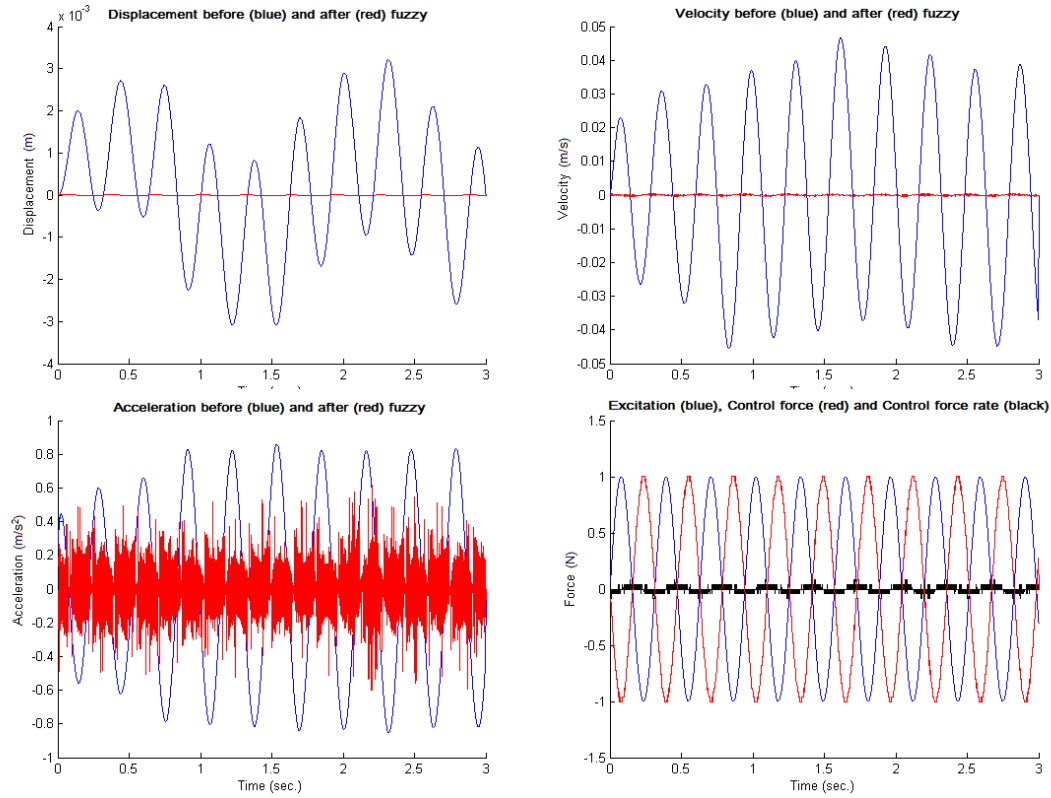 Displacement before (blue) and after (red) fuzzy
x 10⁻³
4
3
2
1
0
-1
-2
-3
-4
Displacement (m)
0 0.5 1 1.5 2 2.5 3
Time (sec.)
Velocity before (blue) and after (red) fuzzy
0.05
0.04
0.03
0.02
0.01
0
-0.01
-0.02
-0.03
-0.04
-0.05
Velocity (m/s)
0 0.5 1 1.5 2 2.5 3
Time (sec.)
Acceleration before (blue) and after (red) fuzzy
1
0.8
0.6
0.4
0.2
0
-0.2
-0.4
-0.6
-0.8
-1
Acceleration (m/s²)
0 0.5 1 1.5 2 2.5 3
Time (sec.)
Excitation (blue), Control force (red) and Control force rate (black)
1.5
1
0.5
0
-0.5
-1
-1.5
Force (N)
0 0.5 1 1.5 2 2.5 3
Time (sec.)